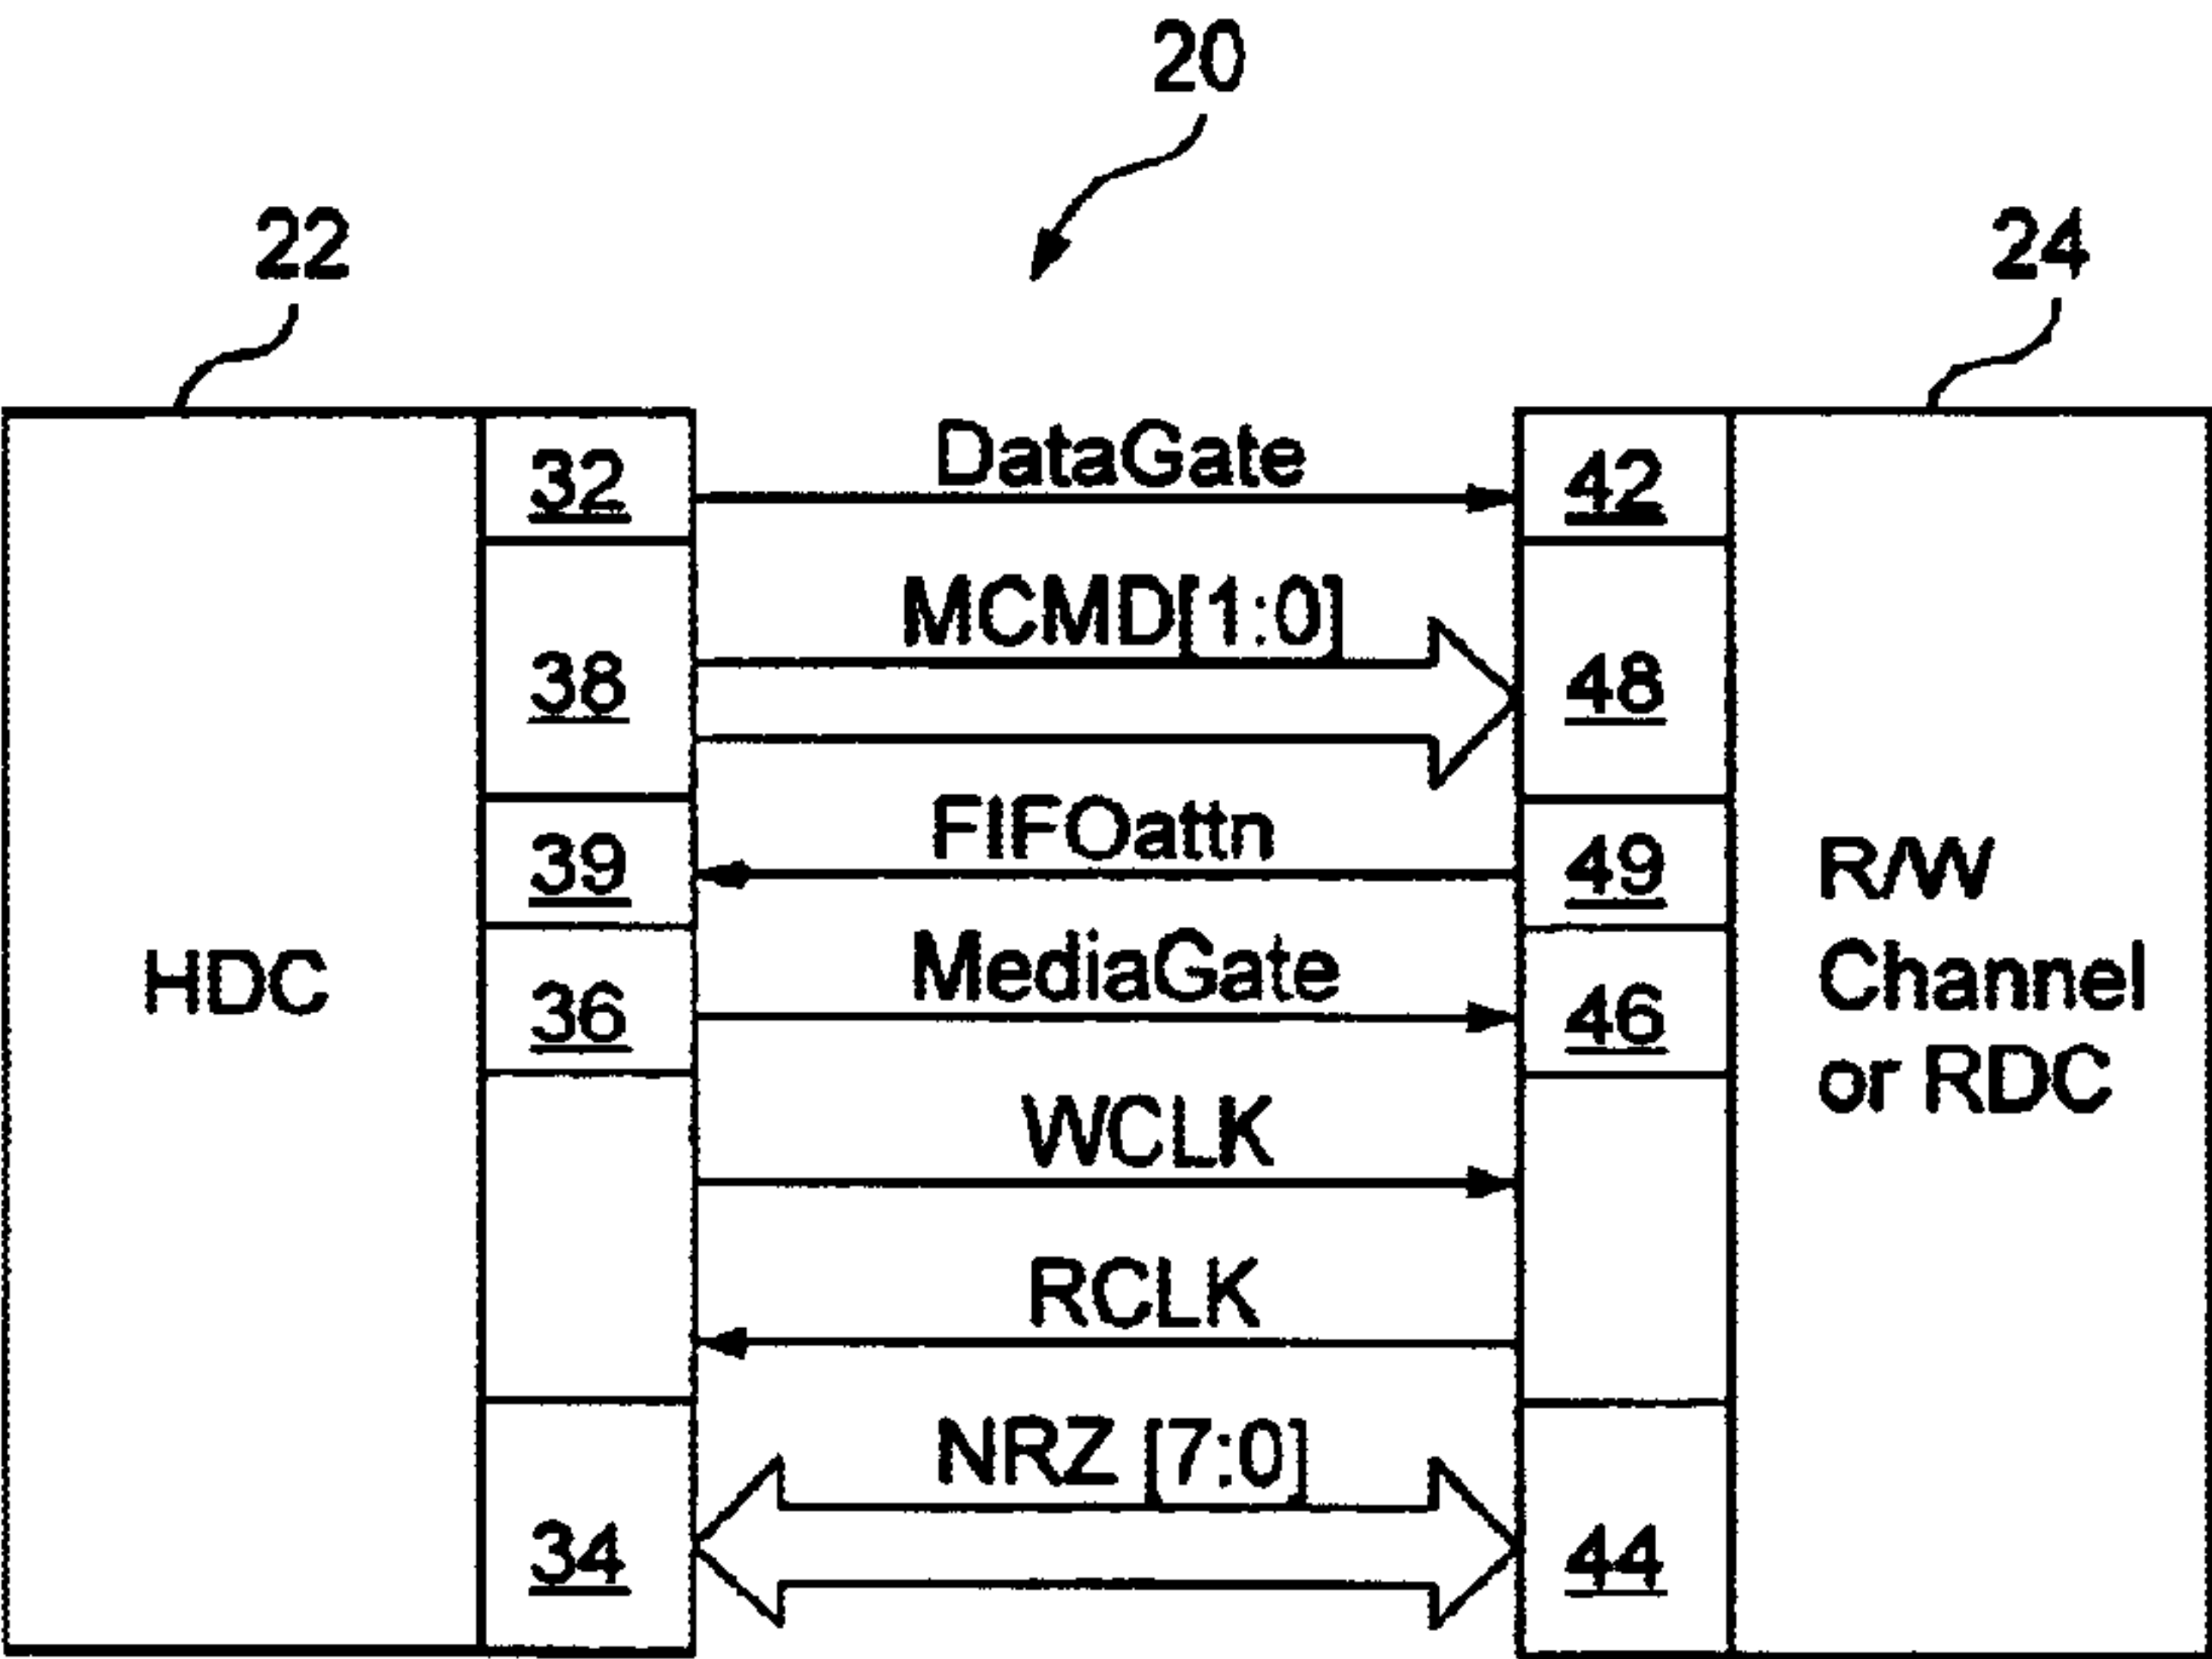 20
22
24
32
DataGate
42
MCMD[1:0]
38
48
FIFOattn
39
49
R/W
Channel
or RDC
HDC
MediaGate
36
46
WCLK
RCLK
NRZ [7:0]
34
44